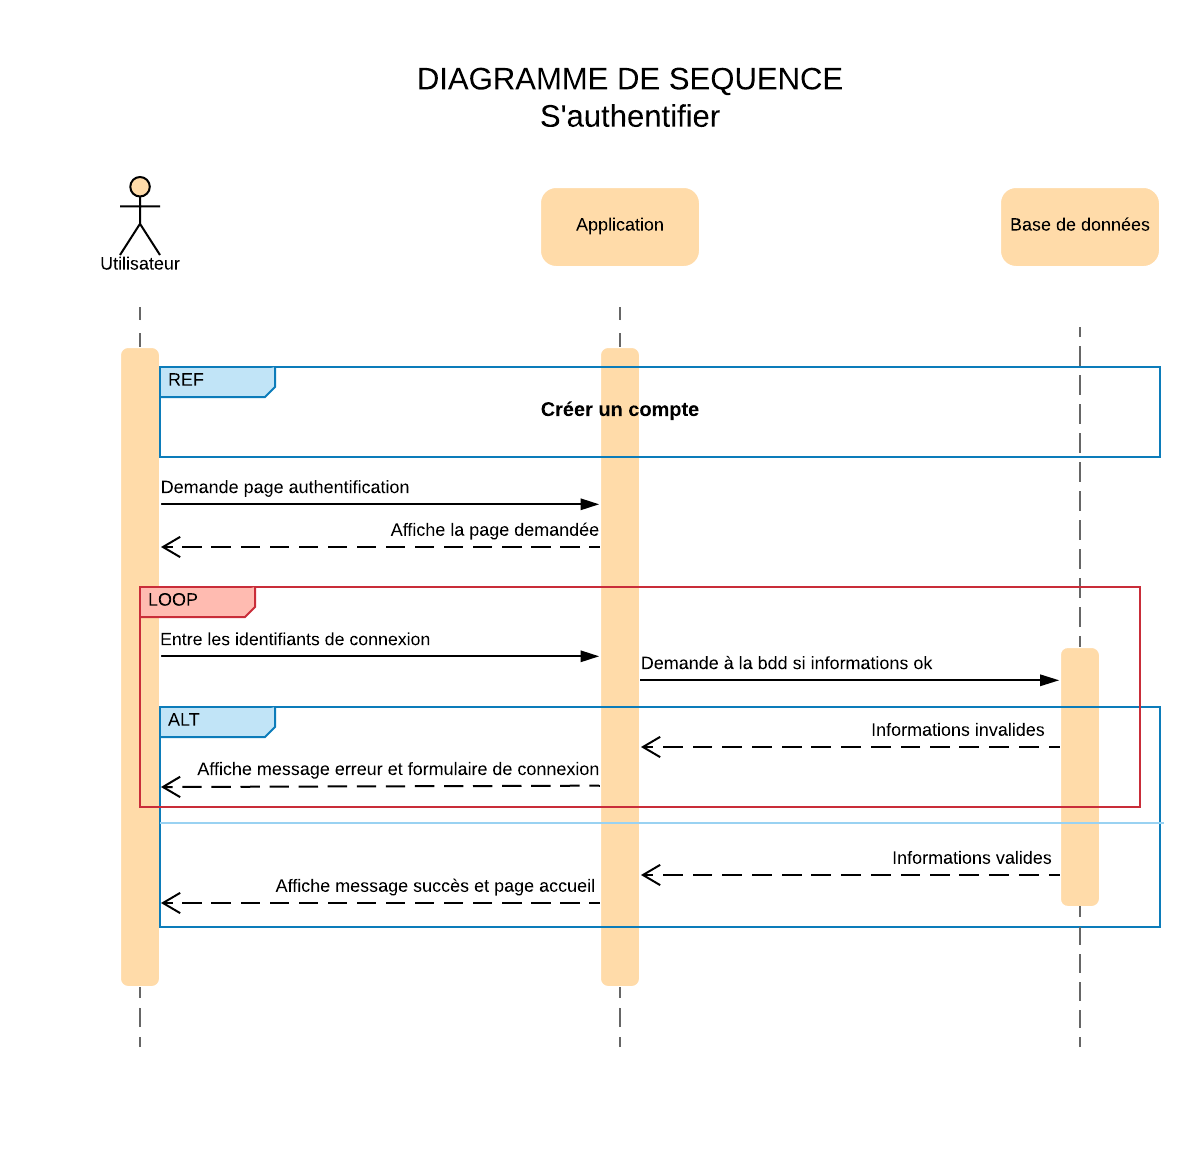 DIAGRAMME DE SEQUENCE
S'authentifier
Utilisateur
Application
Base de données
REF
Créer un compte
Demande page authentification
Affiche la page demandée
LOOP
Entre les identifiants de connexion
Demande à la bdd si informations ok
ALT
Informations invalides
Affiche message erreur et formulaire de connexion
Informations valides
Affiche message succès et page accueil